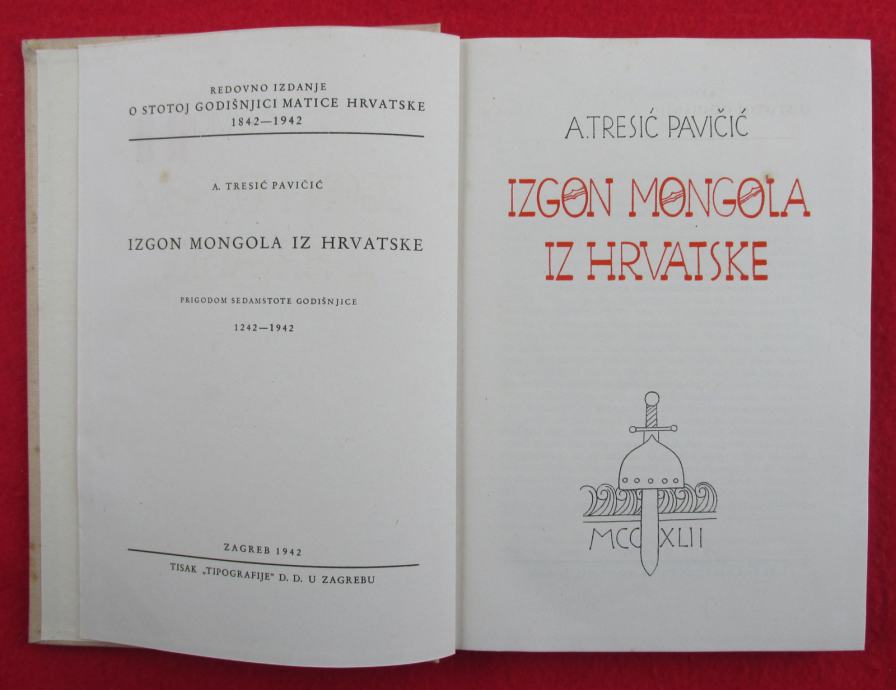 REDOVNO IZDANJE
O STOTOJ GODIŠNJICI MATICE HRVATSKE
1842—1942
A. TRESIĆ PAVIČIĆ
IZGON MONGOLA IZ HRVATSKE
PRIGODOM SEDAMSTOTE GODIŠNJICE
1242—1942
ZAGREB 1942
TISAK „TIPOGRAFIJE" D. D. U ZAGREBU
A. TRESIĆ PAVIČIĆ
IZGON MONGOLA
IZ HRVATSKE
MCCXLII